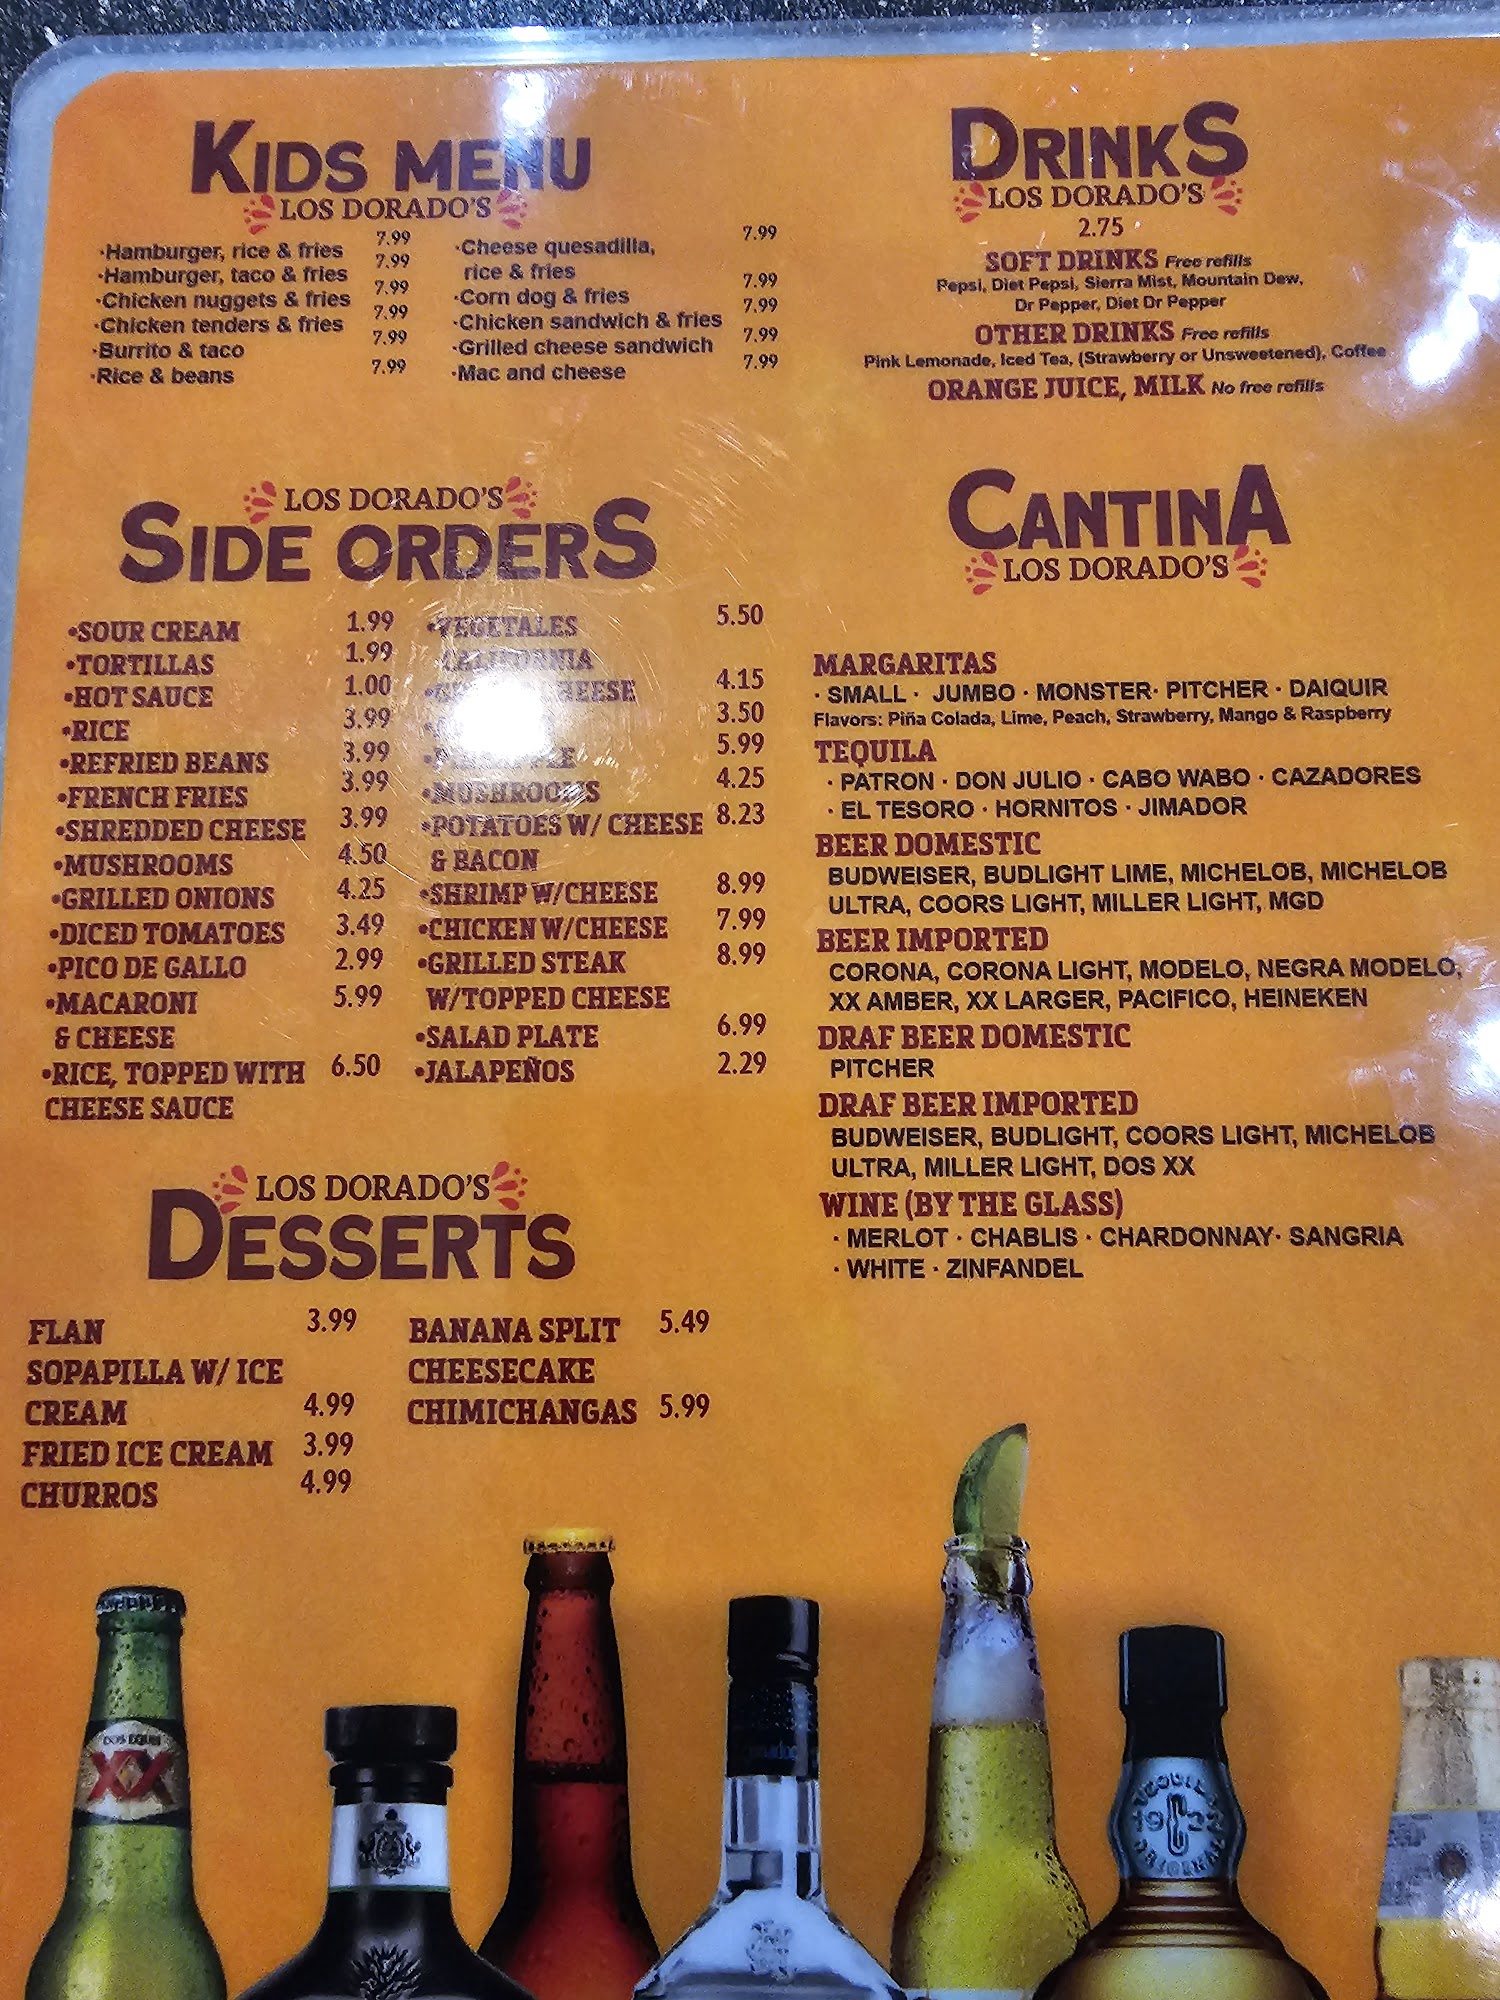 KIDS MENU
LOS DORADO'S
·Hamburger, rice & fries 7.99
·Hamburger, taco & fries 7.99
·Chicken nuggets & fries 7.99
·Chicken tenders & fries 7.99
·Burrito & taco 7.99
·Rice & beans 7.99
·Cheese quesadilla, 7.99
rice & fries
·Corn dog & fries 7.99
·Chicken sandwich & fries 7.99
·Grilled cheese sandwich 7.99
·Mac and cheese 7.99
LOS DORADO'S
SIDE ORDERS
•SOUR CREAM 1.99
•TORTILLAS 1.99
•HOT SAUCE 1.00
•RICE 3.99
•REFRIED BEANS 3.99
•FRENCH FRIES 3.99
•SHREDDED CHEESE 3.99
•MUSHROOMS 4.50
•GRILLED ONIONS 4.25
•DICED TOMATOES 3.49
•PICO DE GALLO 2.99
•MACARONI 5.99
& CHEESE
•RICE, TOPPED WITH 6.50
CHEESE SAUCE
•VEGETALES 5.50
CALIFORNIA
CHEESE 4.15
3.50
5.99
•MUSHROOMS 4.25
•POTATOES W/ CHEESE 8.23
& BACON
•SHRIMP W/CHEESE 8.99
•CHICKEN W/CHEESE 7.99
•GRILLED STEAK 8.99
W/TOPPED CHEESE
•SALAD PLATE 6.99
•JALAPEÑOS 2.29
LOS DORADO'S
DESSERTS
FLAN 3.99
SOPAPILLA W/ ICE
CREAM 4.99
FRIED ICE CREAM 3.99
CHURROS 4.99
BANANA SPLIT 5.49
CHEESECAKE
CHIMICHANGAS 5.99
DRINKS
LOS DORADO'S
2.75
SOFT DRINKS Free refills
Pepsi, Diet Pepsi, Sierra Mist, Mountain Dew,
Dr Pepper, Diet Dr Pepper
OTHER DRINKS Free refills
Pink Lemonade, Iced Tea, (Strawberry or Unsweetened), Coffee
ORANGE JUICE, MILK No free refills
CANTINA
LOS DORADO'S
MARGARITAS
· SMALL · JUMBO · MONSTER· PITCHER · DAIQUIR
Flavors: Piña Colada, Lime, Peach, Strawberry, Mango & Raspberry
TEQUILA
· PATRON · DON JULIO · CABO WABO · CAZADORES
· EL TESORO · HORNITOS · JIMADOR
BEER DOMESTIC
BUDWEISER, BUDLIGHT LIME, MICHELOB, MICHELOB
ULTRA, COORS LIGHT, MILLER LIGHT, MGD
BEER IMPORTED
CORONA, CORONA LIGHT, MODELO, NEGRA MODELO,
XX AMBER, XX LARGER, PACIFICO, HEINEKEN
DRAF BEER DOMESTIC
PITCHER
DRAF BEER IMPORTED
BUDWEISER, BUDLIGHT, COORS LIGHT, MICHELOB
ULTRA, MILLER LIGHT, DOS XX
WINE (BY THE GLASS)
· MERLOT · CHABLIS · CHARDONNAY· SANGRIA
· WHITE · ZINFANDEL
DOS EQUIS
XX
TEQUILA
19 32
ORIGINAL